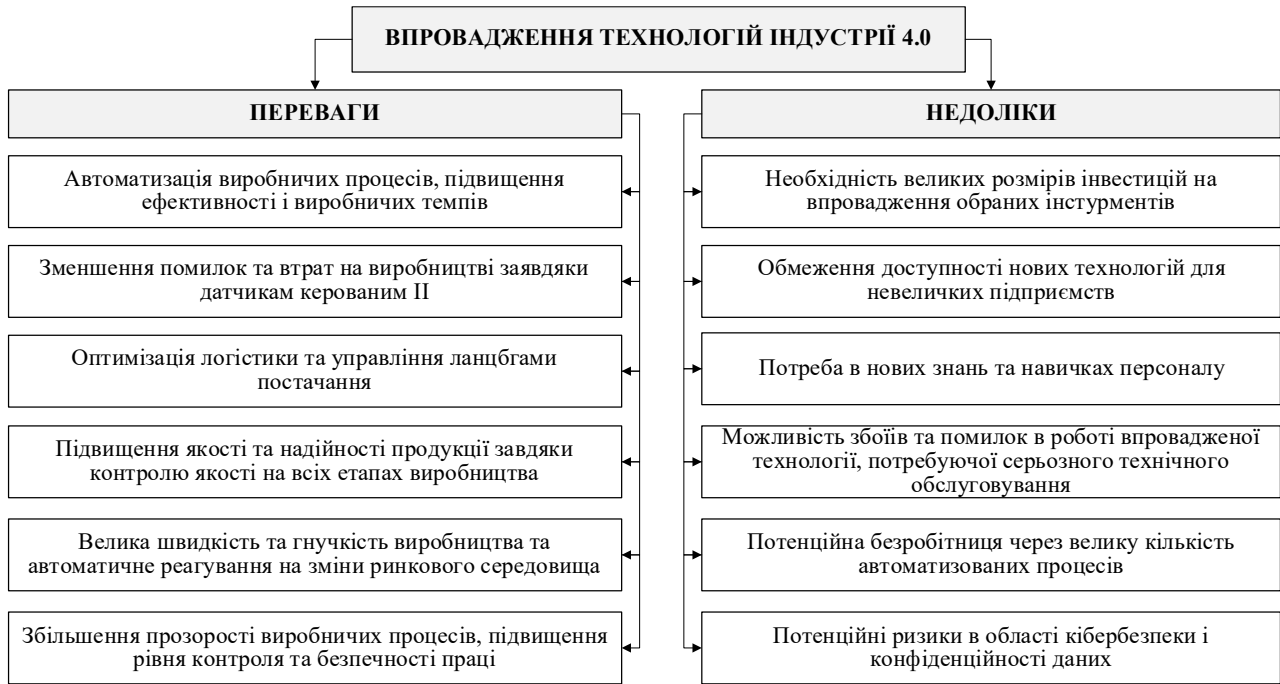 ВПРОВАДЖЕННЯ ТЕХНОЛОГІЙ ІНДУСТРІЇ 4.0
ПЕРЕВАГИ
Автоматизація виробничих процесів, підвищення
ефективності і виробничих темпів
Зменшення помилок та втрат на виробництві заявдяки
датчикам керованим ІІ
Оптимізація логістики та управління ланцбгами
постачання
Підвищення якості та надійності продукції завдяки
контролю якості на всіх етапах виробництва
Велика швидкість та гнучкість виробництва та
автоматичне реагування на зміни ринкового середовища
Збільшення прозорості виробничих процесів, підвищення
рівня контроля та безпечності праці
НЕДОЛІКИ
Необхідність великих розмірів інвестицій на
впровадження обраних інстурментів
Обмеження доступності нових технологій для
невеличких підприємств
Потреба в нових знань та навичках персоналу
Можливість збоїїв та помилок в роботі впровадженої
технології, потребуючої серьозного технічного
обслуговування
Потенційна безробітниця через велику кількість
автоматизованих процесів
Потенційні ризики в області кібербезпеки і
конфіденційності даних